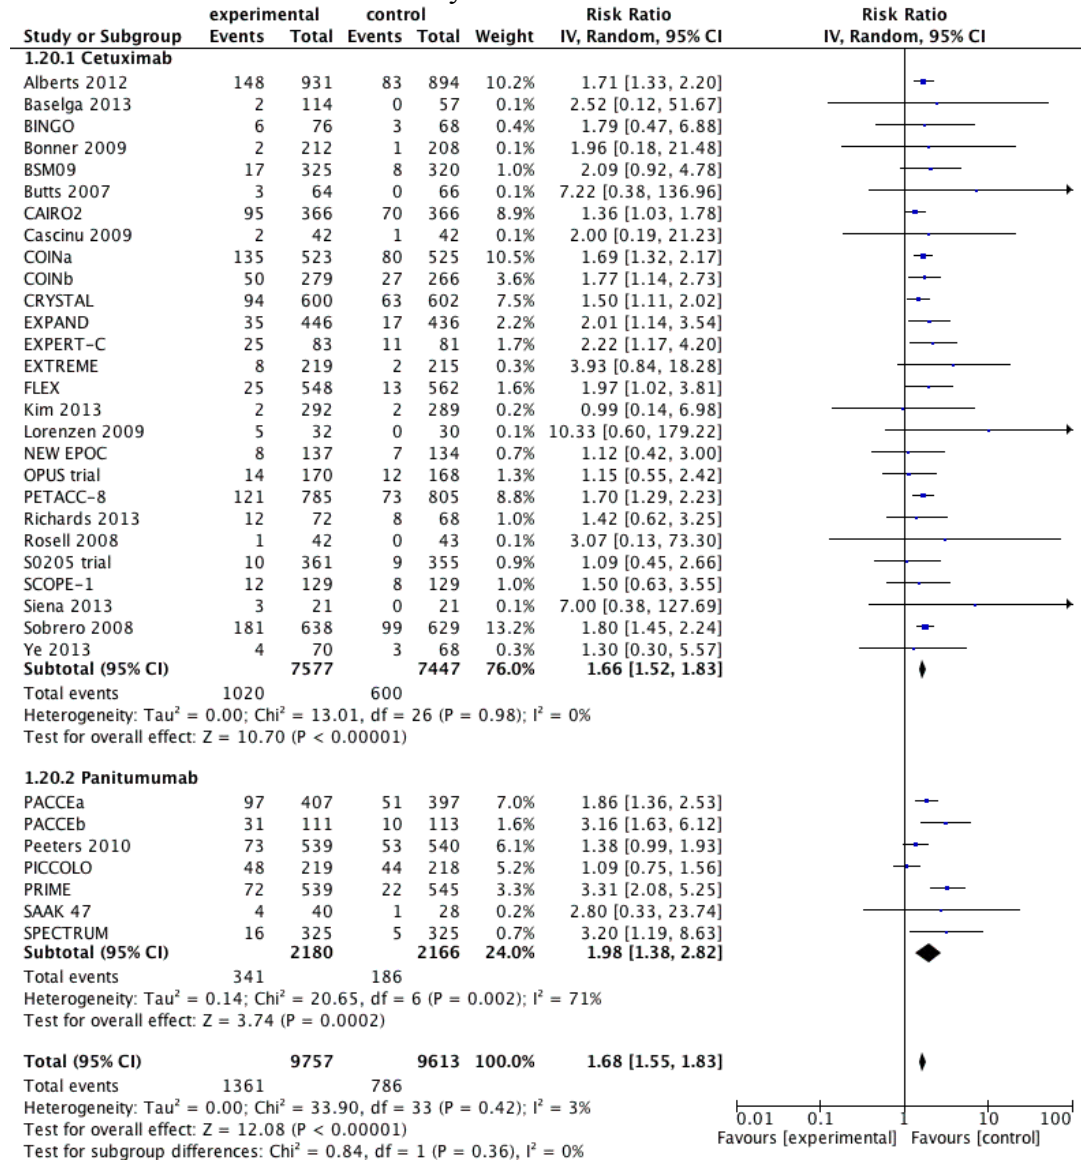 experimental control Risk Ratio Risk Ratio
Study or Subgroup Events Total Events Total Weight IV, Random, 95% CI IV, Random, 95% CI
1.20.1 Cetuximab
Alberts 2012 148 931 83 894 10.2% 1.71 [1.33, 2.20]
Baselga 2013 2 114 0 57 0.1% 2.52 [0.12, 51.67]
BINGO 6 76 3 68 0.4% 1.79 [0.47, 6.88]
Bonner 2009 2 212 1 208 0.1% 1.96 [0.18, 21.48]
BSM09 17 325 8 320 1.0% 2.09 [0.92, 4.78]
Butts 2007 3 64 0 66 0.1% 7.22 [0.38, 136.96]
CAIRO2 95 366 70 366 8.9% 1.36 [1.03, 1.78]
Cascinu 2009 2 42 1 42 0.1% 2.00 [0.19, 21.23]
COINa 135 523 80 525 10.5% 1.69 [1.32, 2.17]
COINb 50 279 27 266 3.6% 1.77 [1.14, 2.73]
CRYSTAL 94 600 63 602 7.5% 1.50 [1.11, 2.02]
EXPAND 35 446 17 436 2.2% 2.01 [1.14, 3.54]
EXPERT-C 25 83 11 81 1.7% 2.22 [1.17, 4.20]
EXTREME 8 219 2 215 0.3% 3.93 [0.84, 18.28]
FLEX 25 548 13 562 1.6% 1.97 [1.02, 3.81]
Kim 2013 2 292 2 289 0.2% 0.99 [0.14, 6.98]
Lorenzen 2009 5 32 0 30 0.1% 10.33 [0.60, 179.22]
NEW EPOC 8 137 7 134 0.7% 1.12 [0.42, 3.00]
OPUS trial 14 170 12 168 1.3% 1.15 [0.55, 2.42]
PETACC-8 121 785 73 805 8.8% 1.70 [1.29, 2.23]
Richards 2013 12 72 8 68 1.0% 1.42 [0.62, 3.25]
Rosell 2008 1 42 0 43 0.1% 3.07 [0.13, 73.30]
S0205 trial 10 361 9 355 0.9% 1.09 [0.45, 2.66]
SCOPE-1 12 129 8 129 1.0% 1.50 [0.63, 3.55]
Siena 2013 3 21 0 21 0.1% 7.00 [0.38, 127.69]
Sobrero 2008 181 638 99 629 13.2% 1.80 [1.45, 2.24]
Ye 2013 4 70 3 68 0.4% 1.30 [0.30, 5.57]
Subtotal (95% CI) 7577 7447 76.0% 1.66 [1.52, 1.83]
Total events 1020 600
Heterogeneity: Tau² = 0.00; Chi² = 13.01, df = 26 (P = 0.98); I² = 0%
Test for overall effect: Z = 10.70 (P < 0.00001)
1.20.2 Panitumumab
PACCEa 97 407 51 397 7.0% 1.86 [1.36, 2.53]
PACCEb 31 111 10 113 1.6% 3.16 [1.63, 6.12]
Peeters 2010 73 539 53 540 6.1% 1.38 [0.99, 1.93]
PICCOLO 48 219 44 218 5.2% 1.09 [0.75, 1.56]
PRIME 72 539 22 545 3.3% 3.31 [2.08, 5.25]
SAAK 47 4 40 1 28 0.2% 2.80 [0.33, 23.74]
SPECTRUM 16 325 5 325 0.7% 3.20 [1.19, 8.63]
Subtotal (95% CI) 2180 2166 24.0% 1.98 [1.38, 2.82]
Total events 341 186
Heterogeneity: Tau² = 0.14; Chi² = 20.65, df = 6 (P = 0.002); I² = 71%
Test for overall effect: Z = 3.74 (P = 0.0002)
Total (95% CI) 9757 9613 100.0% 1.68 [1.55, 1.83]
Total events 1361 786
Heterogeneity: Tau² = 0.00; Chi² = 33.90, df = 33 (P = 0.42); I² = 3%
Test for overall effect: Z = 12.08 (P < 0.00001)
Test for subgroup differences: Chi² = 0.84, df = 1 (P = 0.36), I² = 0%
0.01 0.1 1 10 100
Favours [experimental] Favours [control]